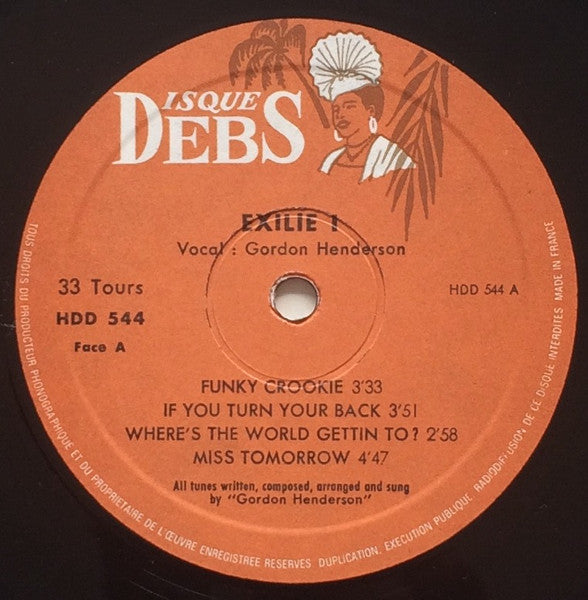 DISQUE
DEBS
EXILIE 1
Vocal : Gordon Henderson
33 Tours
HDD 544
Face A
HDD 544 A
FUNKY CROOKIE 3'33
IF YOU TURN YOUR BACK 3'51
WHERE'S THE WORLD GETTIN TO? 2'58
MISS TOMORROW 4'47
All tunes written, composed, arranged and sung
by "Gordon Henderson"
TOUS DROITS DU PRODUCTEUR PHONOGRAPHIQUE ET DU PROPRIETAIRE DE L'ŒUVRE ENREGISTREE RESERVES DUPLICATION. EXECUTION PUBLIQUE. RADIODIFFUSION DE CE DISQUE INTERDITES MADE IN FRANCE